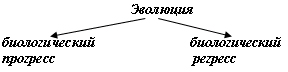 Эволюция
биологический биологический
прогресс регресс